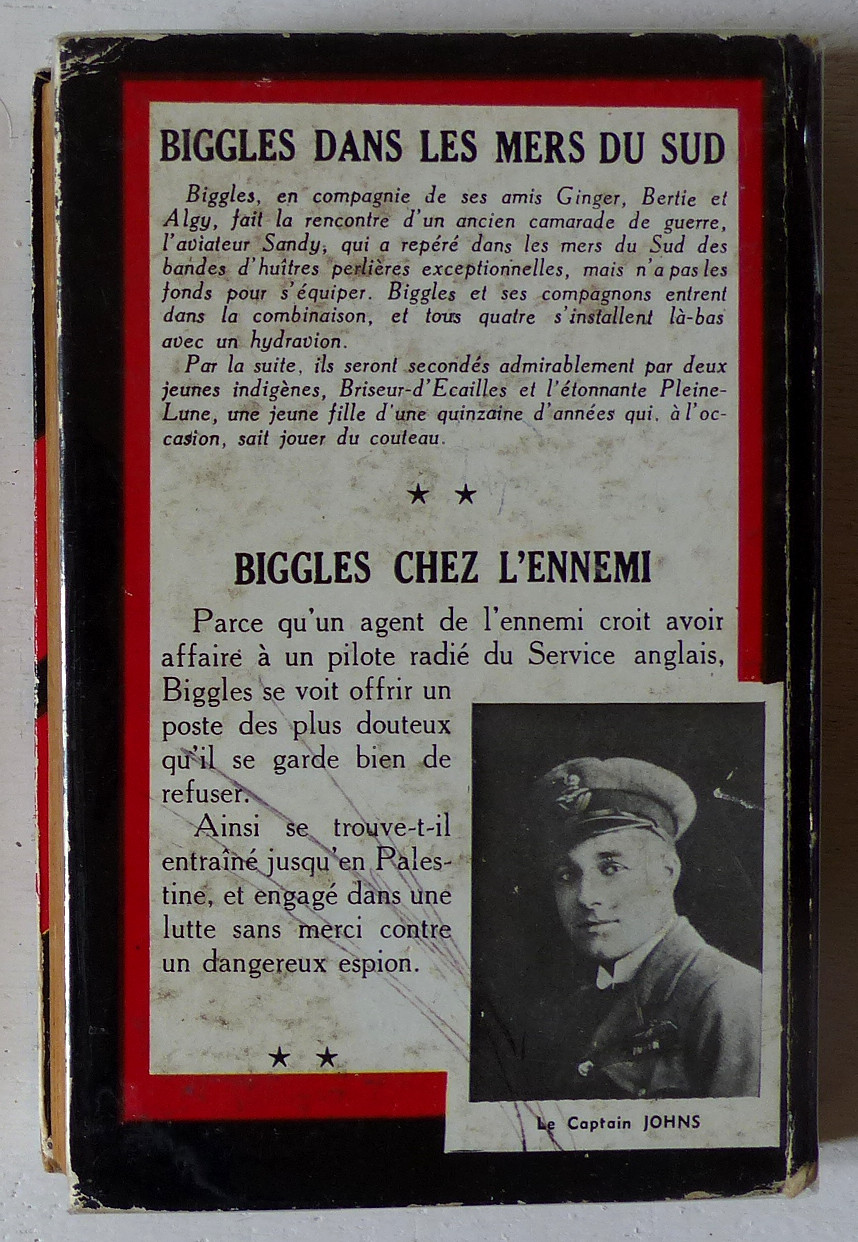 BIGGLES DANS LES MERS DU SUD
Biggles, en compagnie de ses amis Ginger, Bertie et
Algy, fait la rencontre d'un ancien camarade de guerre,
l'aviateur Sandy, qui a repéré dans les mers du Sud des
bandes d'huîtres perlières exceptionnelles, mais n'a pas les
fonds pour s'équiper. Biggles et ses compagnons entrent
dans la combinaison, et tous quatre s'installent là-bas
avec un hydravion.
Par la suite, ils seront secondés admirablement par deux
jeunes indigènes, Briseur-d'Ecailles et l'étonnante Pleine-
Lune, une jeune fille d'une quinzaine d'années qui, à l'oc-
casion, sait jouer du couteau.
★ ★
BIGGLES CHEZ L'ENNEMI
Parce qu'un agent de l'ennemi croit avoir
affaire à un pilote radié du Service anglais,
Biggles se voit offrir un
poste des plus douteux
qu'il se garde bien de
refuser.
Ainsi se trouve-t-il
entraîné jusqu'en Pales-
tine, et engagé dans une
lutte sans merci contre
un dangereux espion.
★ ★
Le Captain JOHNS